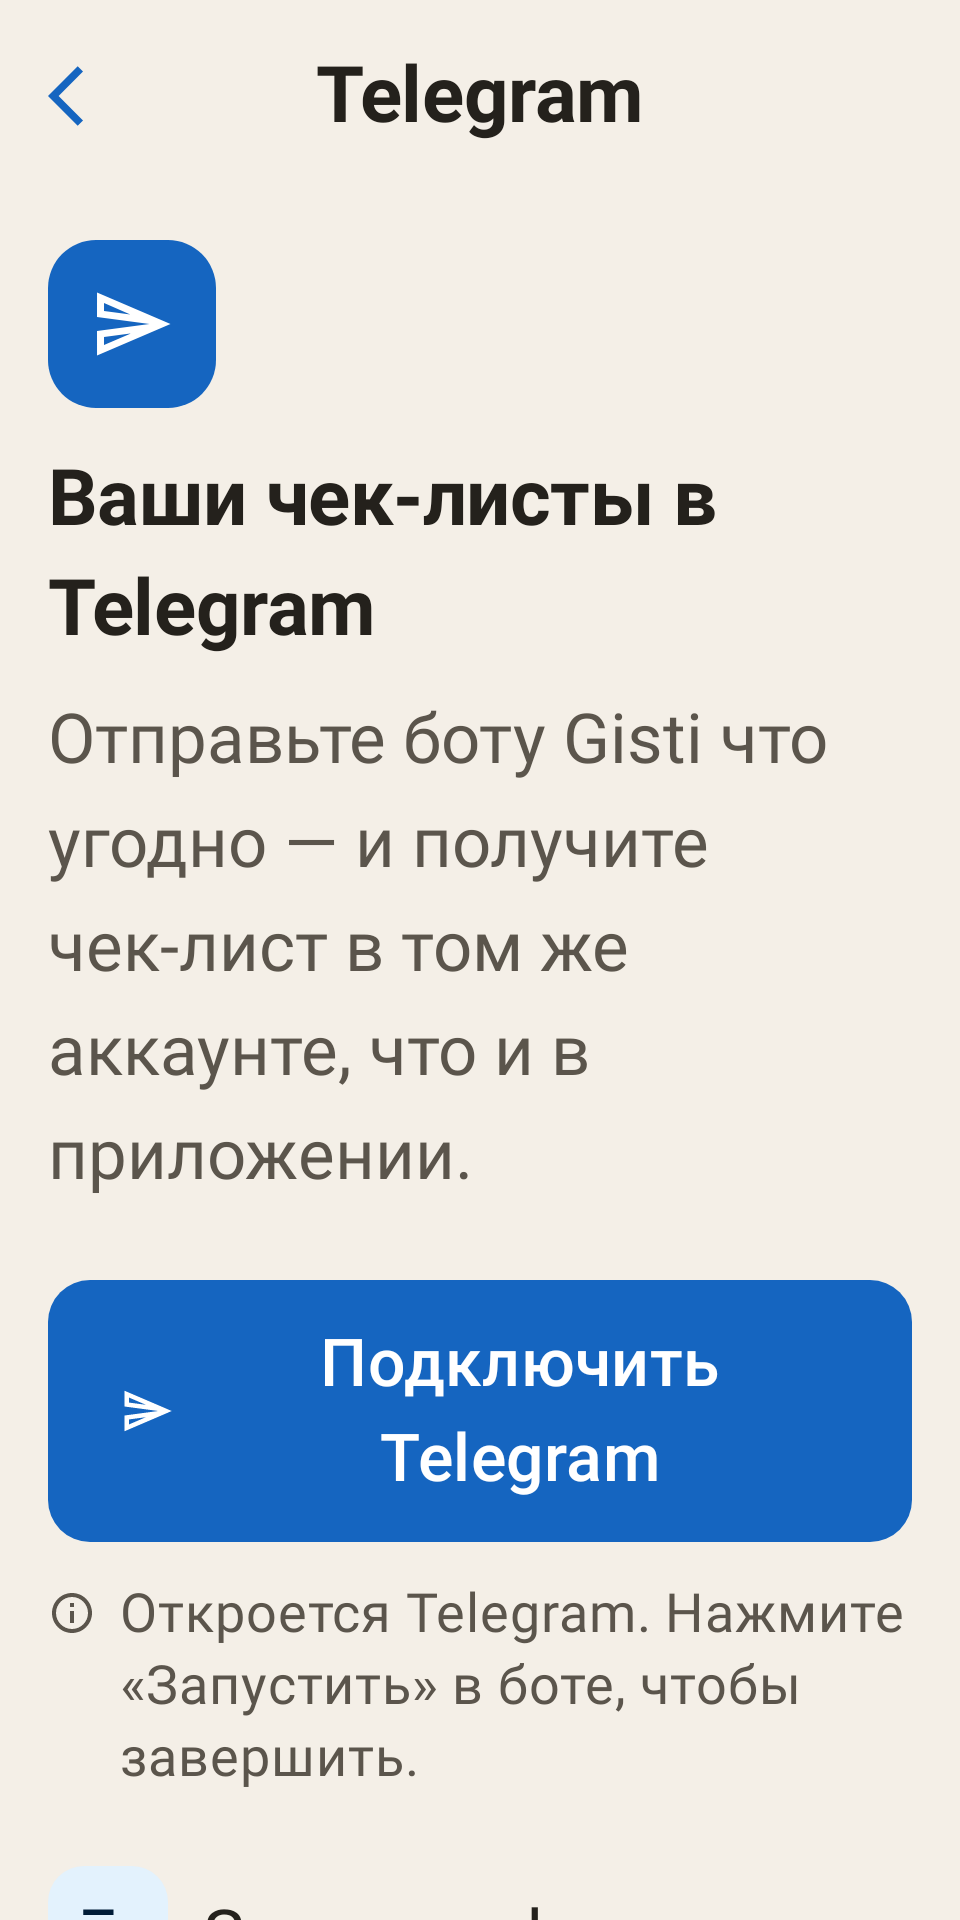 Telegram
Ваши чек-листы в
Telegram
Отправьте боту Gisti что
угодно — и получите
чек-лист в том же
аккаунте, что и в
приложении.
Подключить
Telegram
Откроется Telegram. Нажмите
«Запустить» в боте, чтобы
завершить.